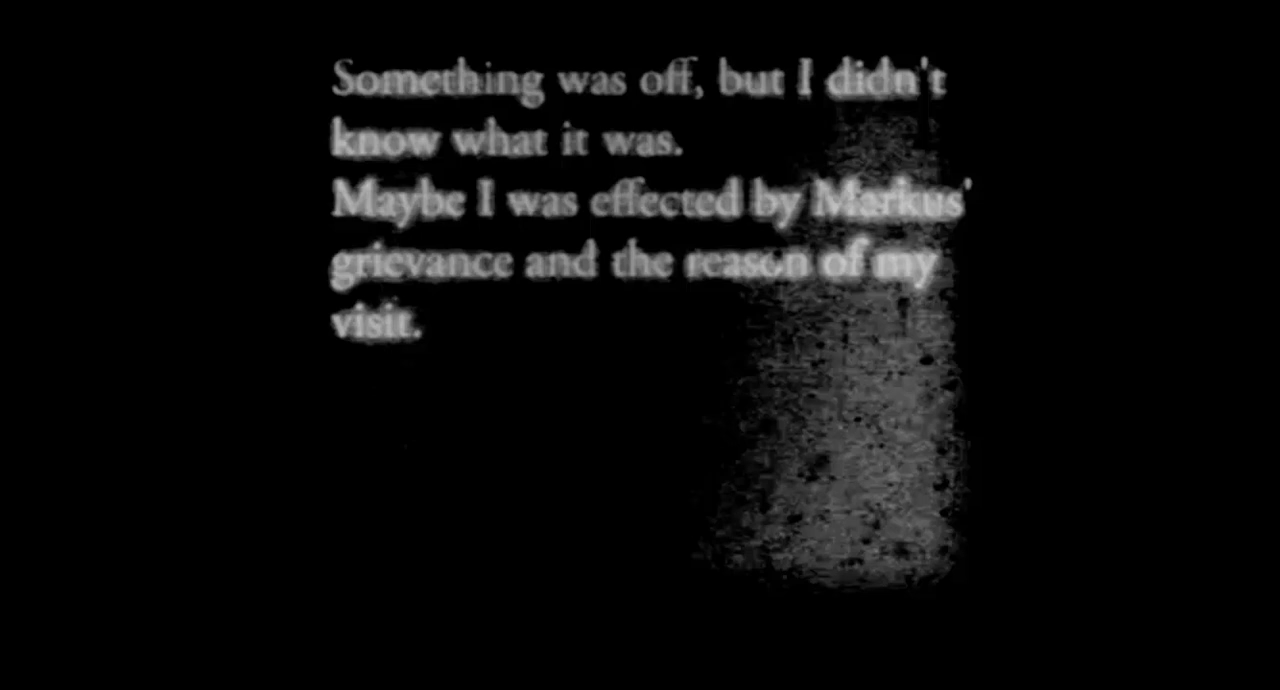 Something was off, but I didn't
know what it was.
Maybe I was effected by Markus'
grievance and the reason of my
visit.